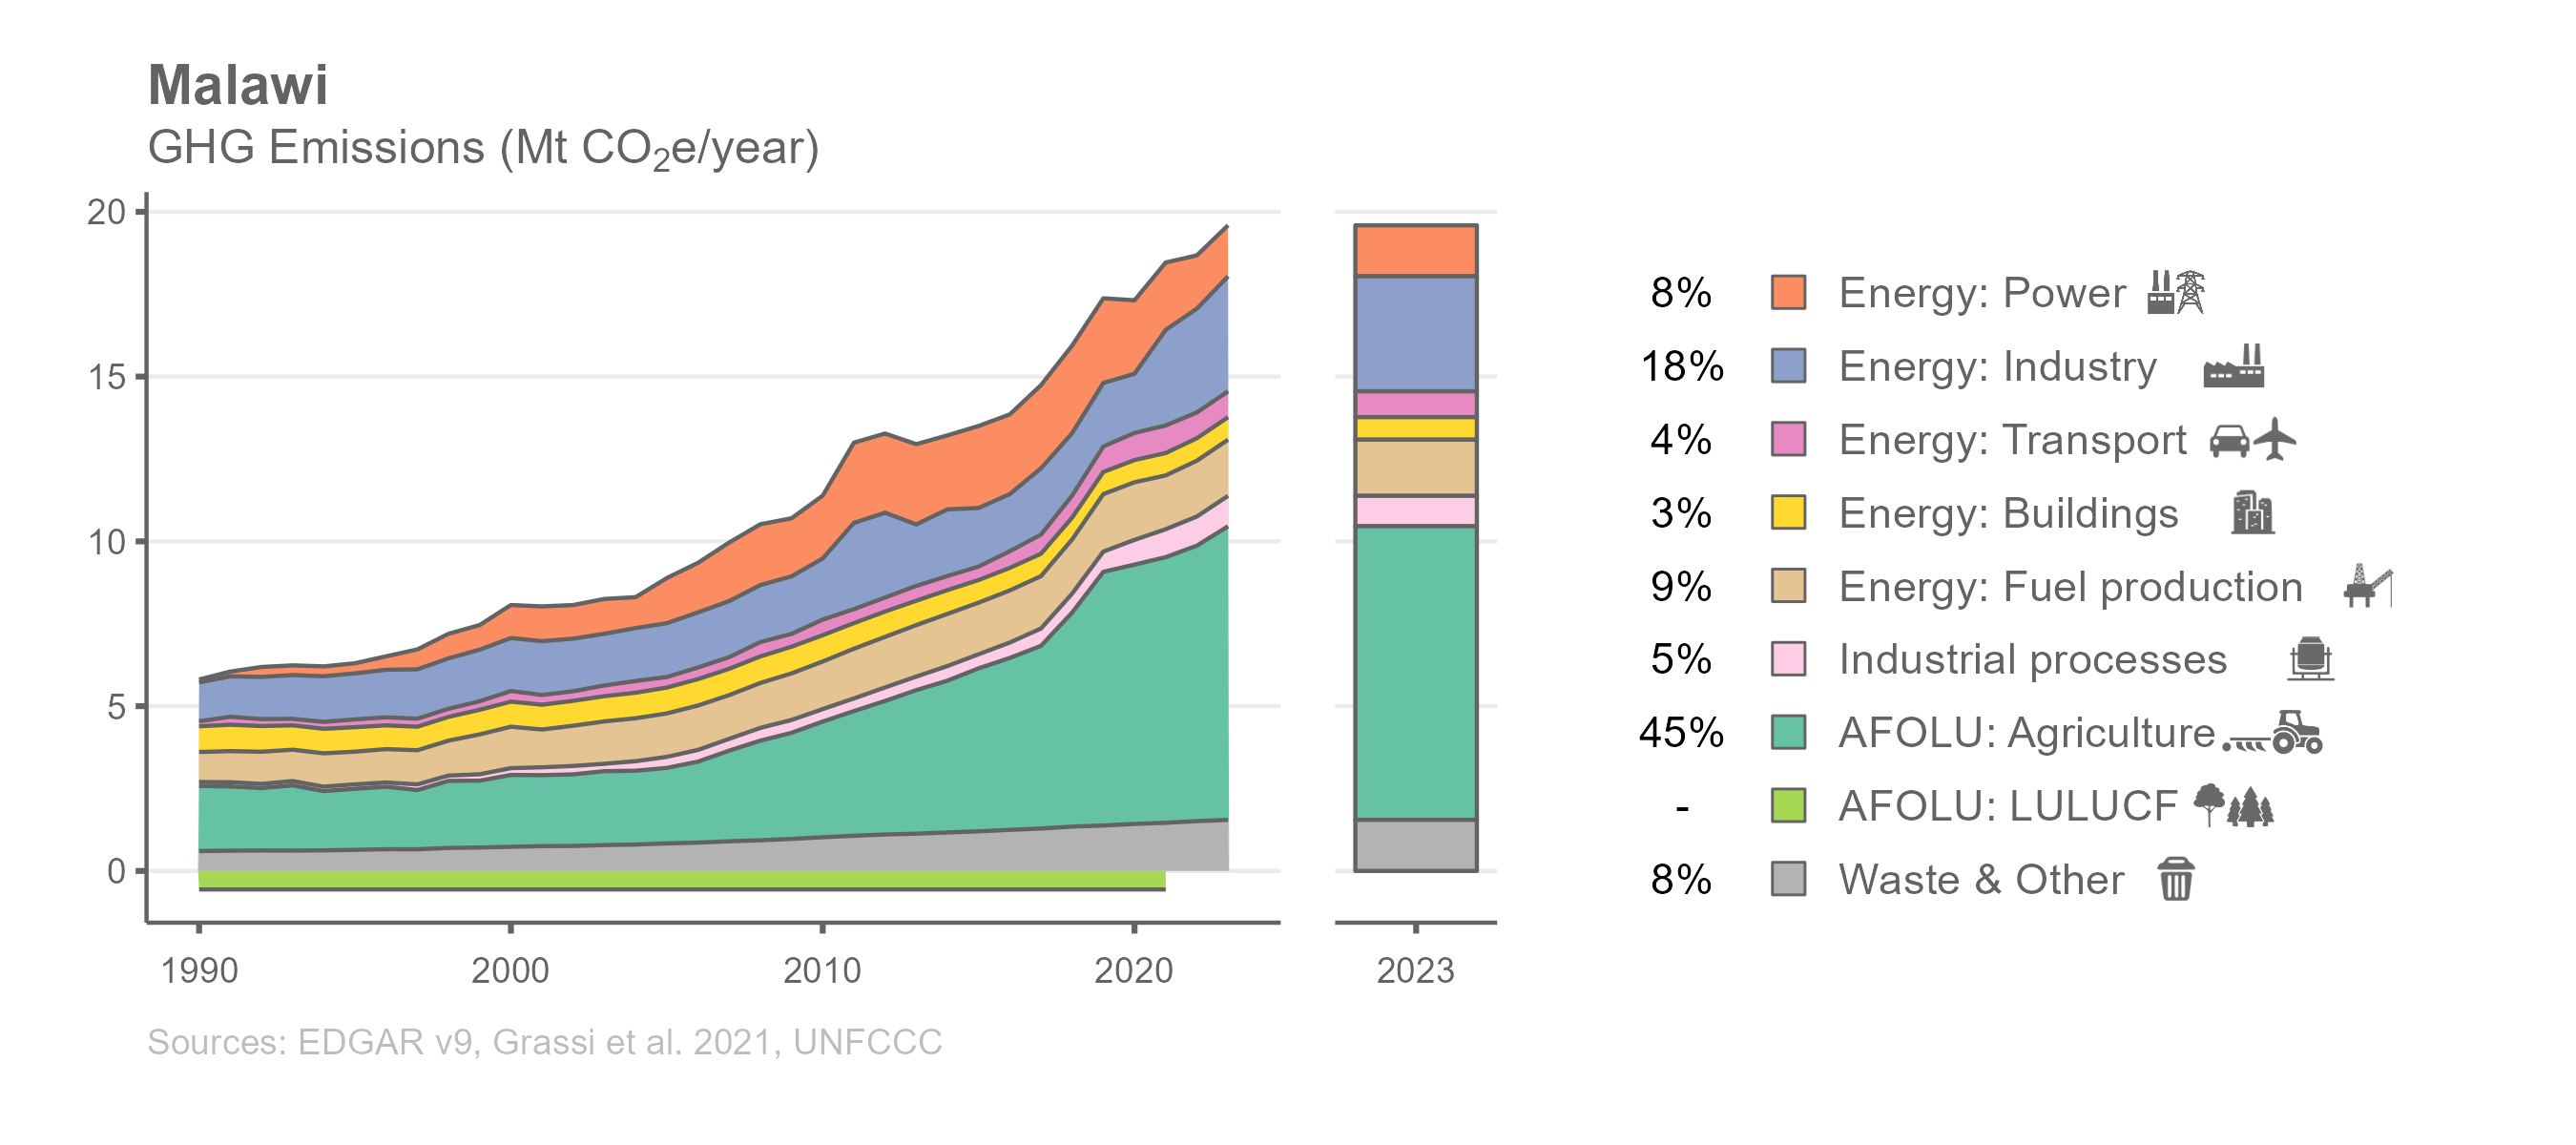 Malawi
GHG Emissions (Mt CO₂e/year)
20
15
10
5
0
1990 2000 2010 2020 2023
8% Energy: Power
18% Energy: Industry
4% Energy: Transport
3% Energy: Buildings
9% Energy: Fuel production
5% Industrial processes
45% AFOLU: Agriculture
- AFOLU: LULUCF
8% Waste & Other
Sources: EDGAR v9, Grassi et al. 2021, UNFCCC